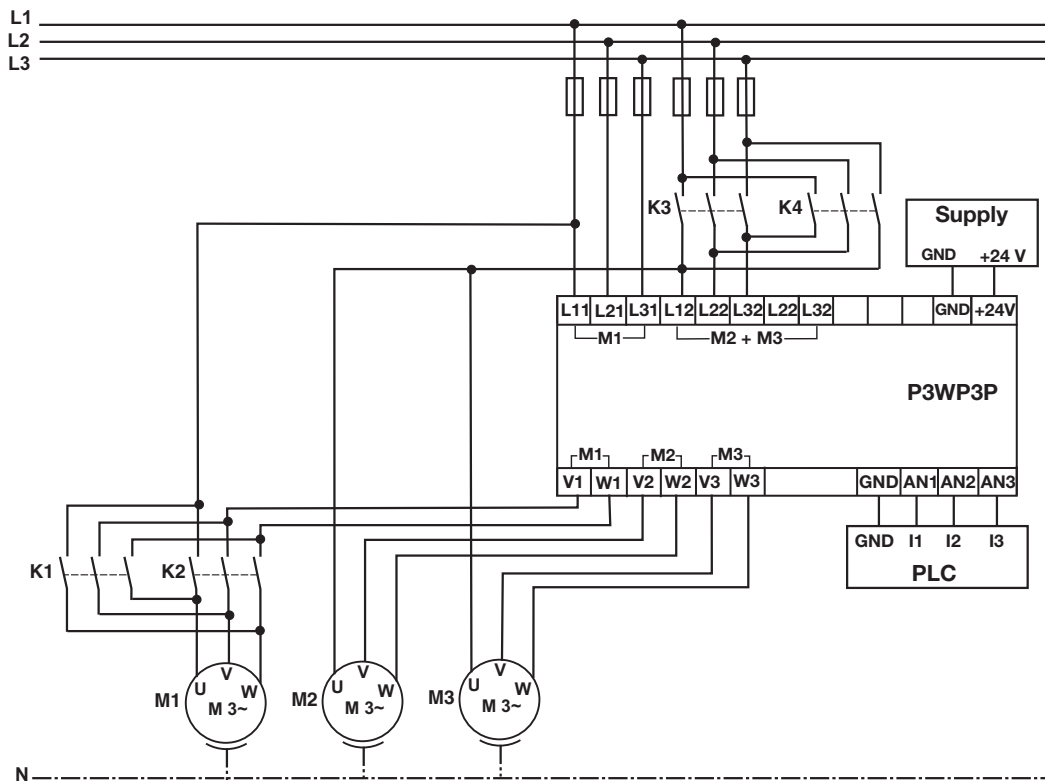 L1
L2
L3
K3
K4
Supply
GND +24 V
L11 L21 L31 L12 L22 L32 L22 L32 GND +24V
M1 M2 + M3
P3WP3P
M1 M2 M3
V1 W1 V2 W2 V3 W3 GND AN1 AN2 AN3
GND I1 I2 I3
PLC
K1
K2
M1 U V W
M 3~
M2 U V W
M 3~
M3 U V W
M 3~
N